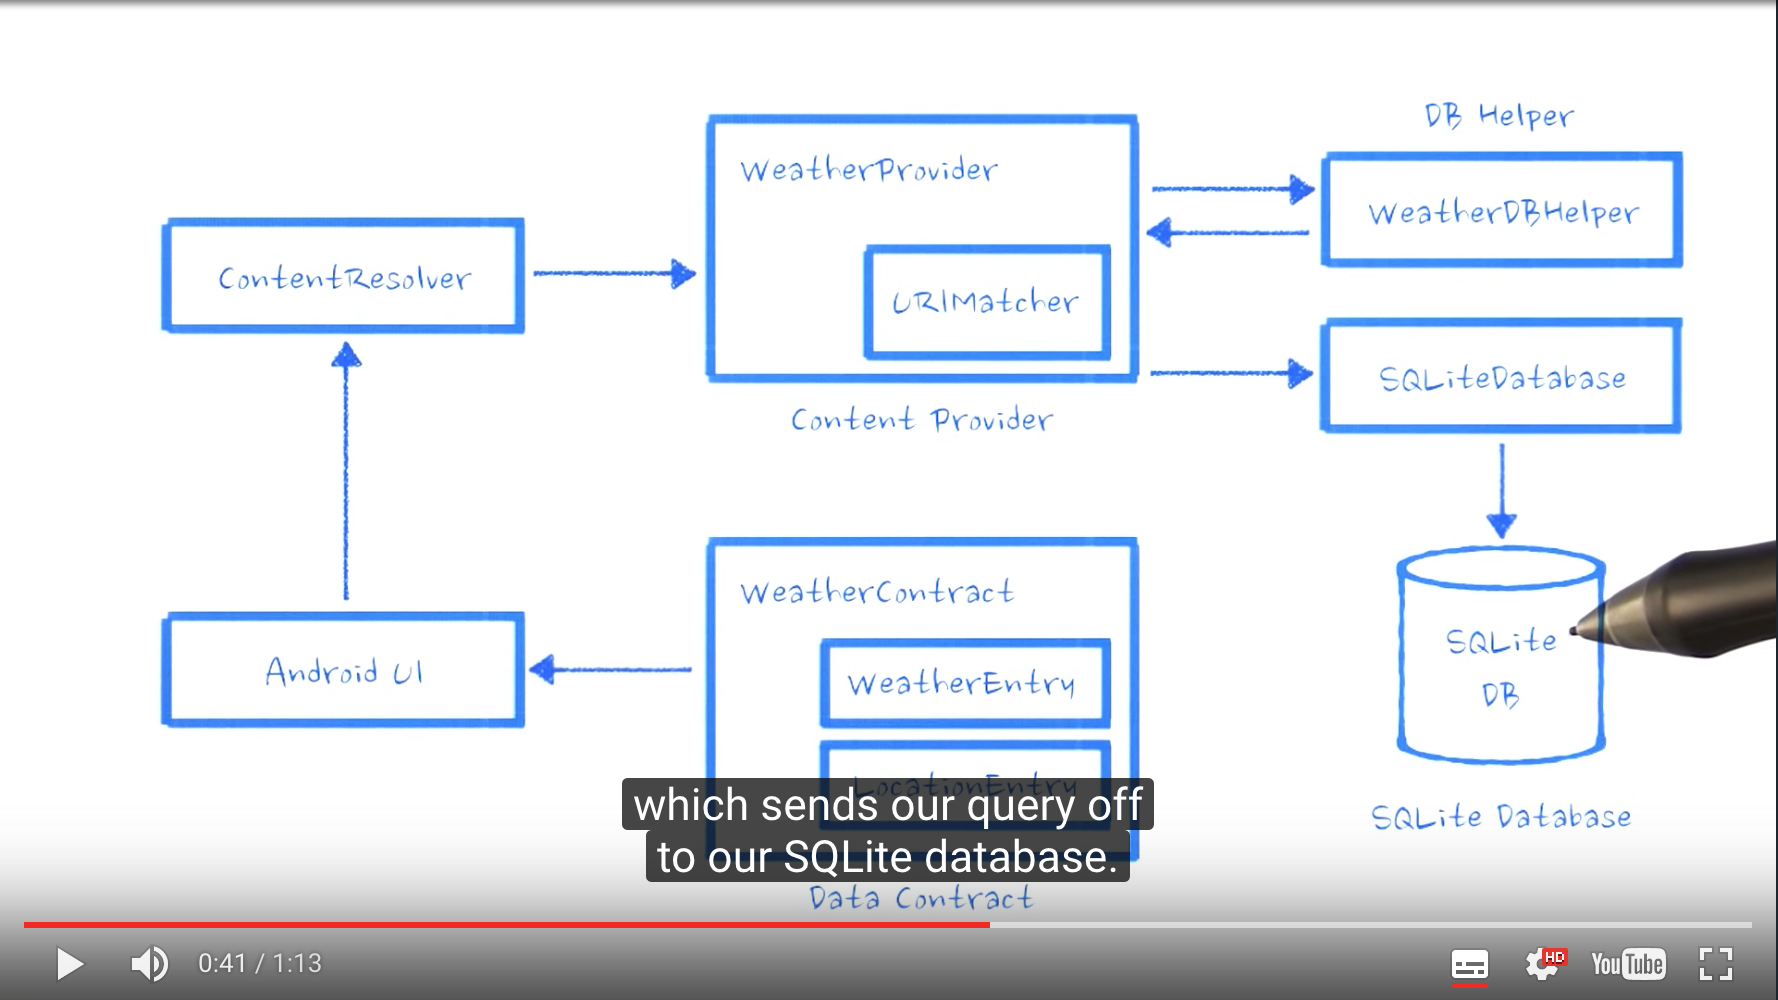 DB Helper
WeatherProvider
WeatherDBHelper
ContentResolver
URIMatcher
SQLiteDatabase
Content Provider
WeatherContract
SQLite
DB
Android UI
WeatherEntry
LocationEntry
which sends our query off
to our SQLite database.
SQLite Database
Data Contract
0:41 / 1:13
HD
YouTube